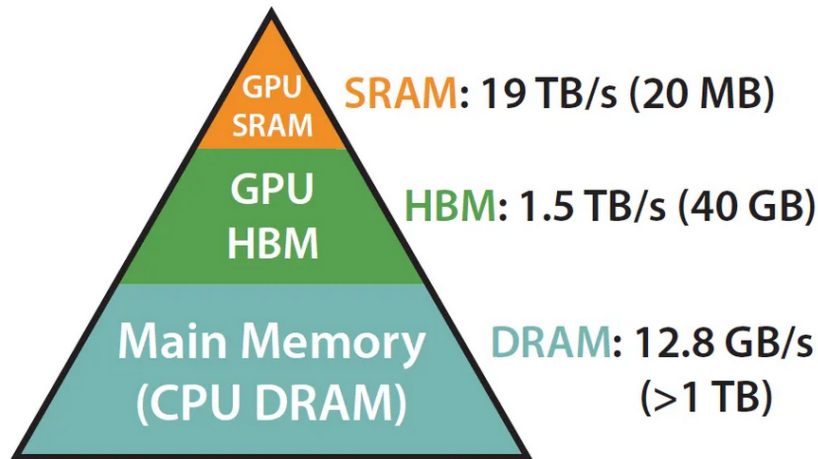 GPU
SRAM
SRAM: 19 TB/s (20 MB)
GPU
HBM
HBM: 1.5 TB/s (40 GB)
Main Memory
(CPU DRAM)
DRAM: 12.8 GB/s
(>1 TB)